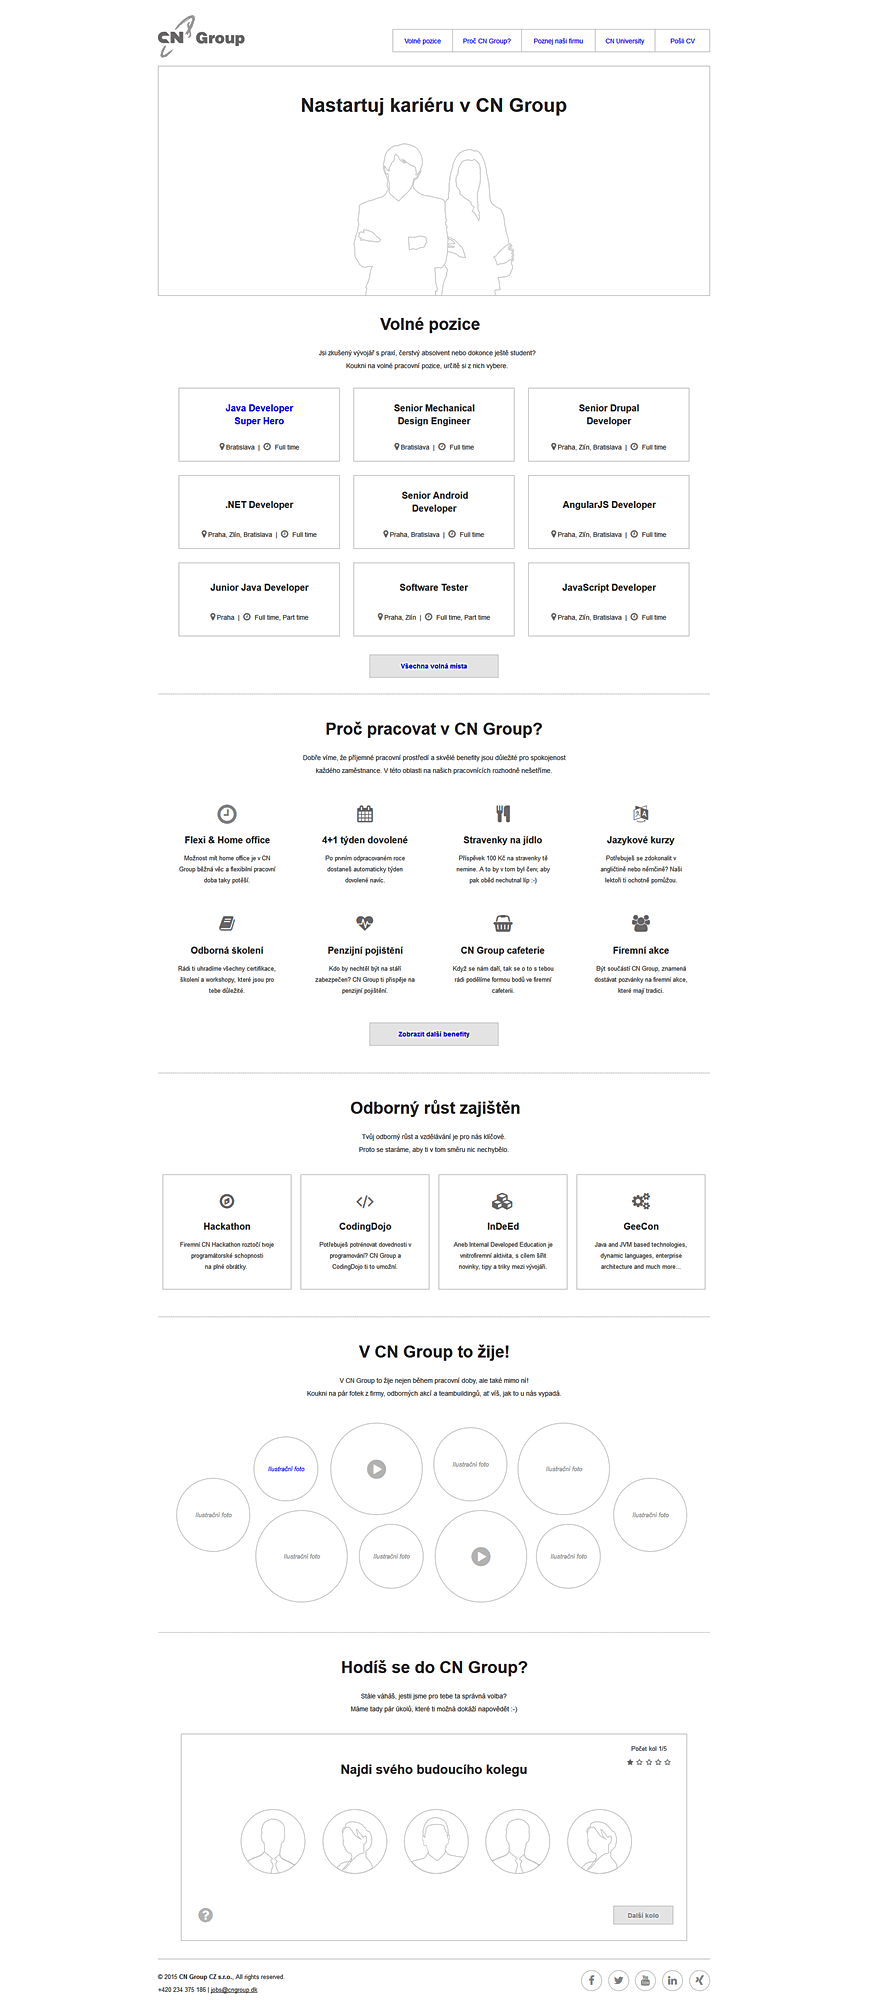 CN Group
Volné pozice
Proč CN Group?
Poznej naši firmu
CN University
Pošli CV
Nastartuj kariéru v CN Group
Volné pozice
Jsi zkušený vývojář s praxí, čerstvý absolvent nebo dokonce ještě student?
Koukni na volné pracovní pozice, určitě si z nich vybere.
Java Developer
Super Hero
Bratislava | Full time
Senior Mechanical
Design Engineer
Bratislava | Full time
Senior Drupal
Developer
Praha, Zlín, Bratislava | Full time
.NET Developer
Praha, Zlín, Bratislava | Full time
Senior Android
Developer
Praha, Bratislava | Full time
AngularJS Developer
Praha, Zlín, Bratislava | Full time
Junior Java Developer
Praha | Full time, Part time
Software Tester
Praha, Zlín | Full time, Part time
JavaScript Developer
Praha, Zlín, Bratislava | Full time
Všechna volná místa
Proč pracovat v CN Group?
Dobře víme, že příjemné pracovní prostředí a skvělé benefity jsou důležité pro spokojenost
každého zaměstnance. V této oblasti na našich pracovnících rozhodně nešetříme.
Flexi & Home office
Možnost mít home office je v CN
Group běžná věc a flexibilní pracovní
doba taky potěší.
4+1 týden dovolené
Po prvním odpracovaném roce
dostaneš automaticky týden
dovolené navíc.
Stravenky na jídlo
Příspěvek 100 Kč na stravenky tě
nemine. A to by v tom byl čert, aby
pak oběd nechutnal líp :-)
Jazykové kurzy
Potřebuješ se zdokonalit v
angličtině nebo němčině? Naši
lektoři ti ochotně pomůžou.
Odborná školení
Rádi ti uhradíme všechny certifikace,
školení a workshopy, které jsou pro
tebe důležité.
Penzijní pojištění
Kdo by nechtěl být na stáří
zabezpečen? CN Group ti přispěje na
penzijní pojištění.
CN Group cafeterie
Když se nám daří, tak se o to s tebou
rádi podělíme formou bodů ve firemní
cafeterii.
Firemní akce
Být součástí CN Group, znamená
dostávat pozvánky na firemní akce,
které mají tradici.
Zobrazit další benefity
Odborný růst zajištěn
Tvůj odborný růst a vzdělávání je pro nás klíčové.
Proto se staráme, aby ti v tom směru nic nechybělo.
Hackathon
Firemní CN Hackathon roztočí tvoje
programátorské schopnosti
na plné obrátky.
CodingDojo
Potřebuješ potrénovat dovednosti v
programování? CN Group a
CodingDojo ti to umožní.
InDeEd
Aneb Internal Developed Education je
vnitrofiremní aktivita, s cílem šířit
novinky, tipy a triky mezi vývojáři.
GeeCon
Java and JVM based technologies,
dynamic languages, enterprise
architecture and much more...
V CN Group to žije!
V CN Group to žije nejen během pracovní doby, ale také mimo ní!
Koukni na pár fotek z firmy, odborných akcí a teambuildingů, ať víš, jak to u nás vypadá.
Ilustrační foto
Ilustrační foto
Ilustrační foto
Ilustrační foto
Ilustrační foto
Ilustrační foto
Ilustrační foto
Ilustrační foto
Hodíš se do CN Group?
Stále váháš, jestli jsme pro tebe ta správná volba?
Máme tady pár úkolů, které ti možná dokáží napovědět :-)
Počet kol 1/5
Najdi svého budoucího kolegu
?
Další kolo
© 2015 CN Group CZ s.r.o., All rights reserved.
+420 234 375 186 | jobs@cngroup.dk